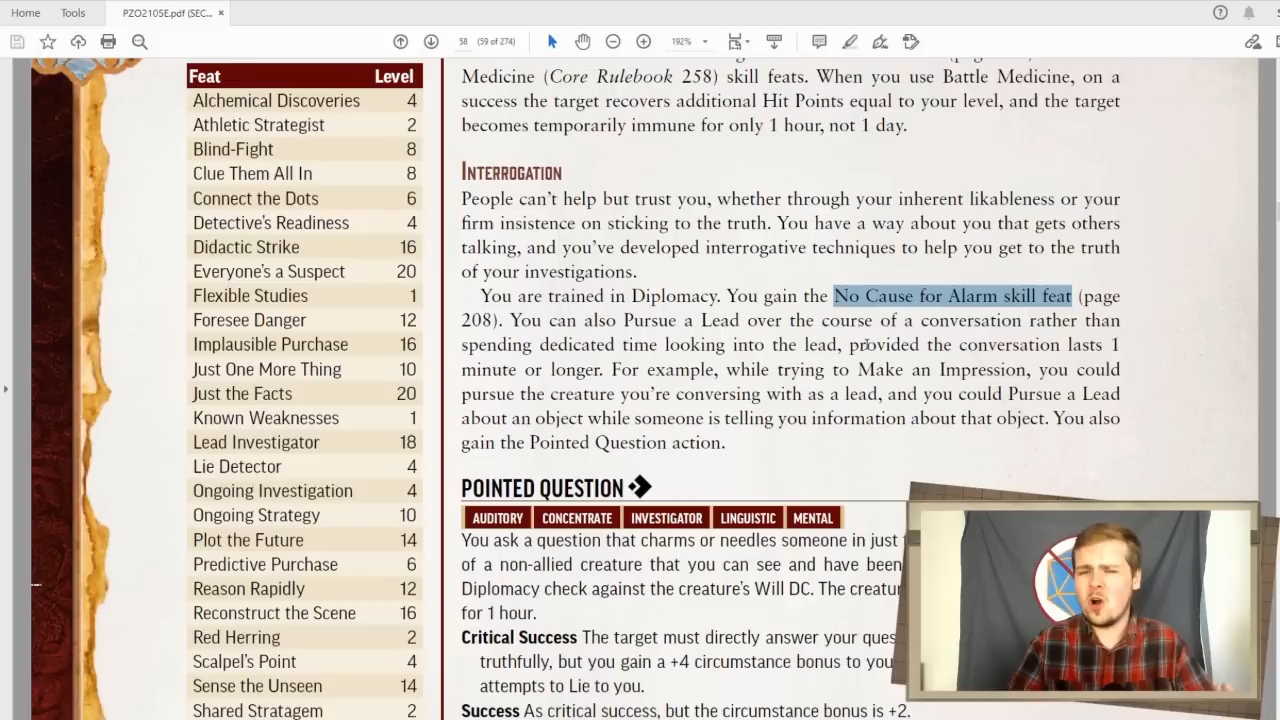 Home
Tools
PZO2105E.pdf (SEC...
58
(59 of 274)
192%
Feat Level
Alchemical Discoveries 4
Athletic Strategist 2
Blind-Fight 8
Clue Them All In 8
Connect the Dots 6
Detective's Readiness 4
Didactic Strike 16
Everyone's a Suspect 20
Flexible Studies 1
Foresee Danger 12
Implausible Purchase 16
Just One More Thing 10
Just the Facts 20
Known Weaknesses 1
Lead Investigator 18
Lie Detector 4
Ongoing Investigation 4
Ongoing Strategy 10
Plot the Future 14
Predictive Purchase 6
Reason Rapidly 12
Reconstruct the Scene 16
Red Herring 2
Scalpel's Point 4
Sense the Unseen 14
Shared Stratagem 2
Medicine (Core Rulebook 258) skill feats. When you use Battle Medicine, on a
success the target recovers additional Hit Points equal to your level, and the target
becomes temporarily immune for only 1 hour, not 1 day.
INTERROGATION
People can't help but trust you, whether through your inherent likableness or your
firm insistence on sticking to the truth. You have a way about you that gets others
talking, and you've developed interrogative techniques to help you get to the truth
of your investigations.
You are trained in Diplomacy. You gain the No Cause for Alarm skill feat (page
208). You can also Pursue a Lead over the course of a conversation rather than
spending dedicated time looking into the lead, provided the conversation lasts 1
minute or longer. For example, while trying to Make an Impression, you could
pursue the creature you're conversing with as a lead, and you could Pursue a Lead
about an object while someone is telling you information about that object. You also
gain the Pointed Question action.
POINTED QUESTION
AUDITORY CONCENTRATE INVESTIGATOR LINGUISTIC MENTAL
You ask a question that charms or needles someone in just
of a non-allied creature that you can see and have been
Diplomacy check against the creature's Will DC. The
for 1 hour.
Critical Success The target must directly answer your
truthfully, but you gain a +4 circumstance bonus to
attempts to Lie to you.
Success As critical success, but the circumstance bonus is +2.